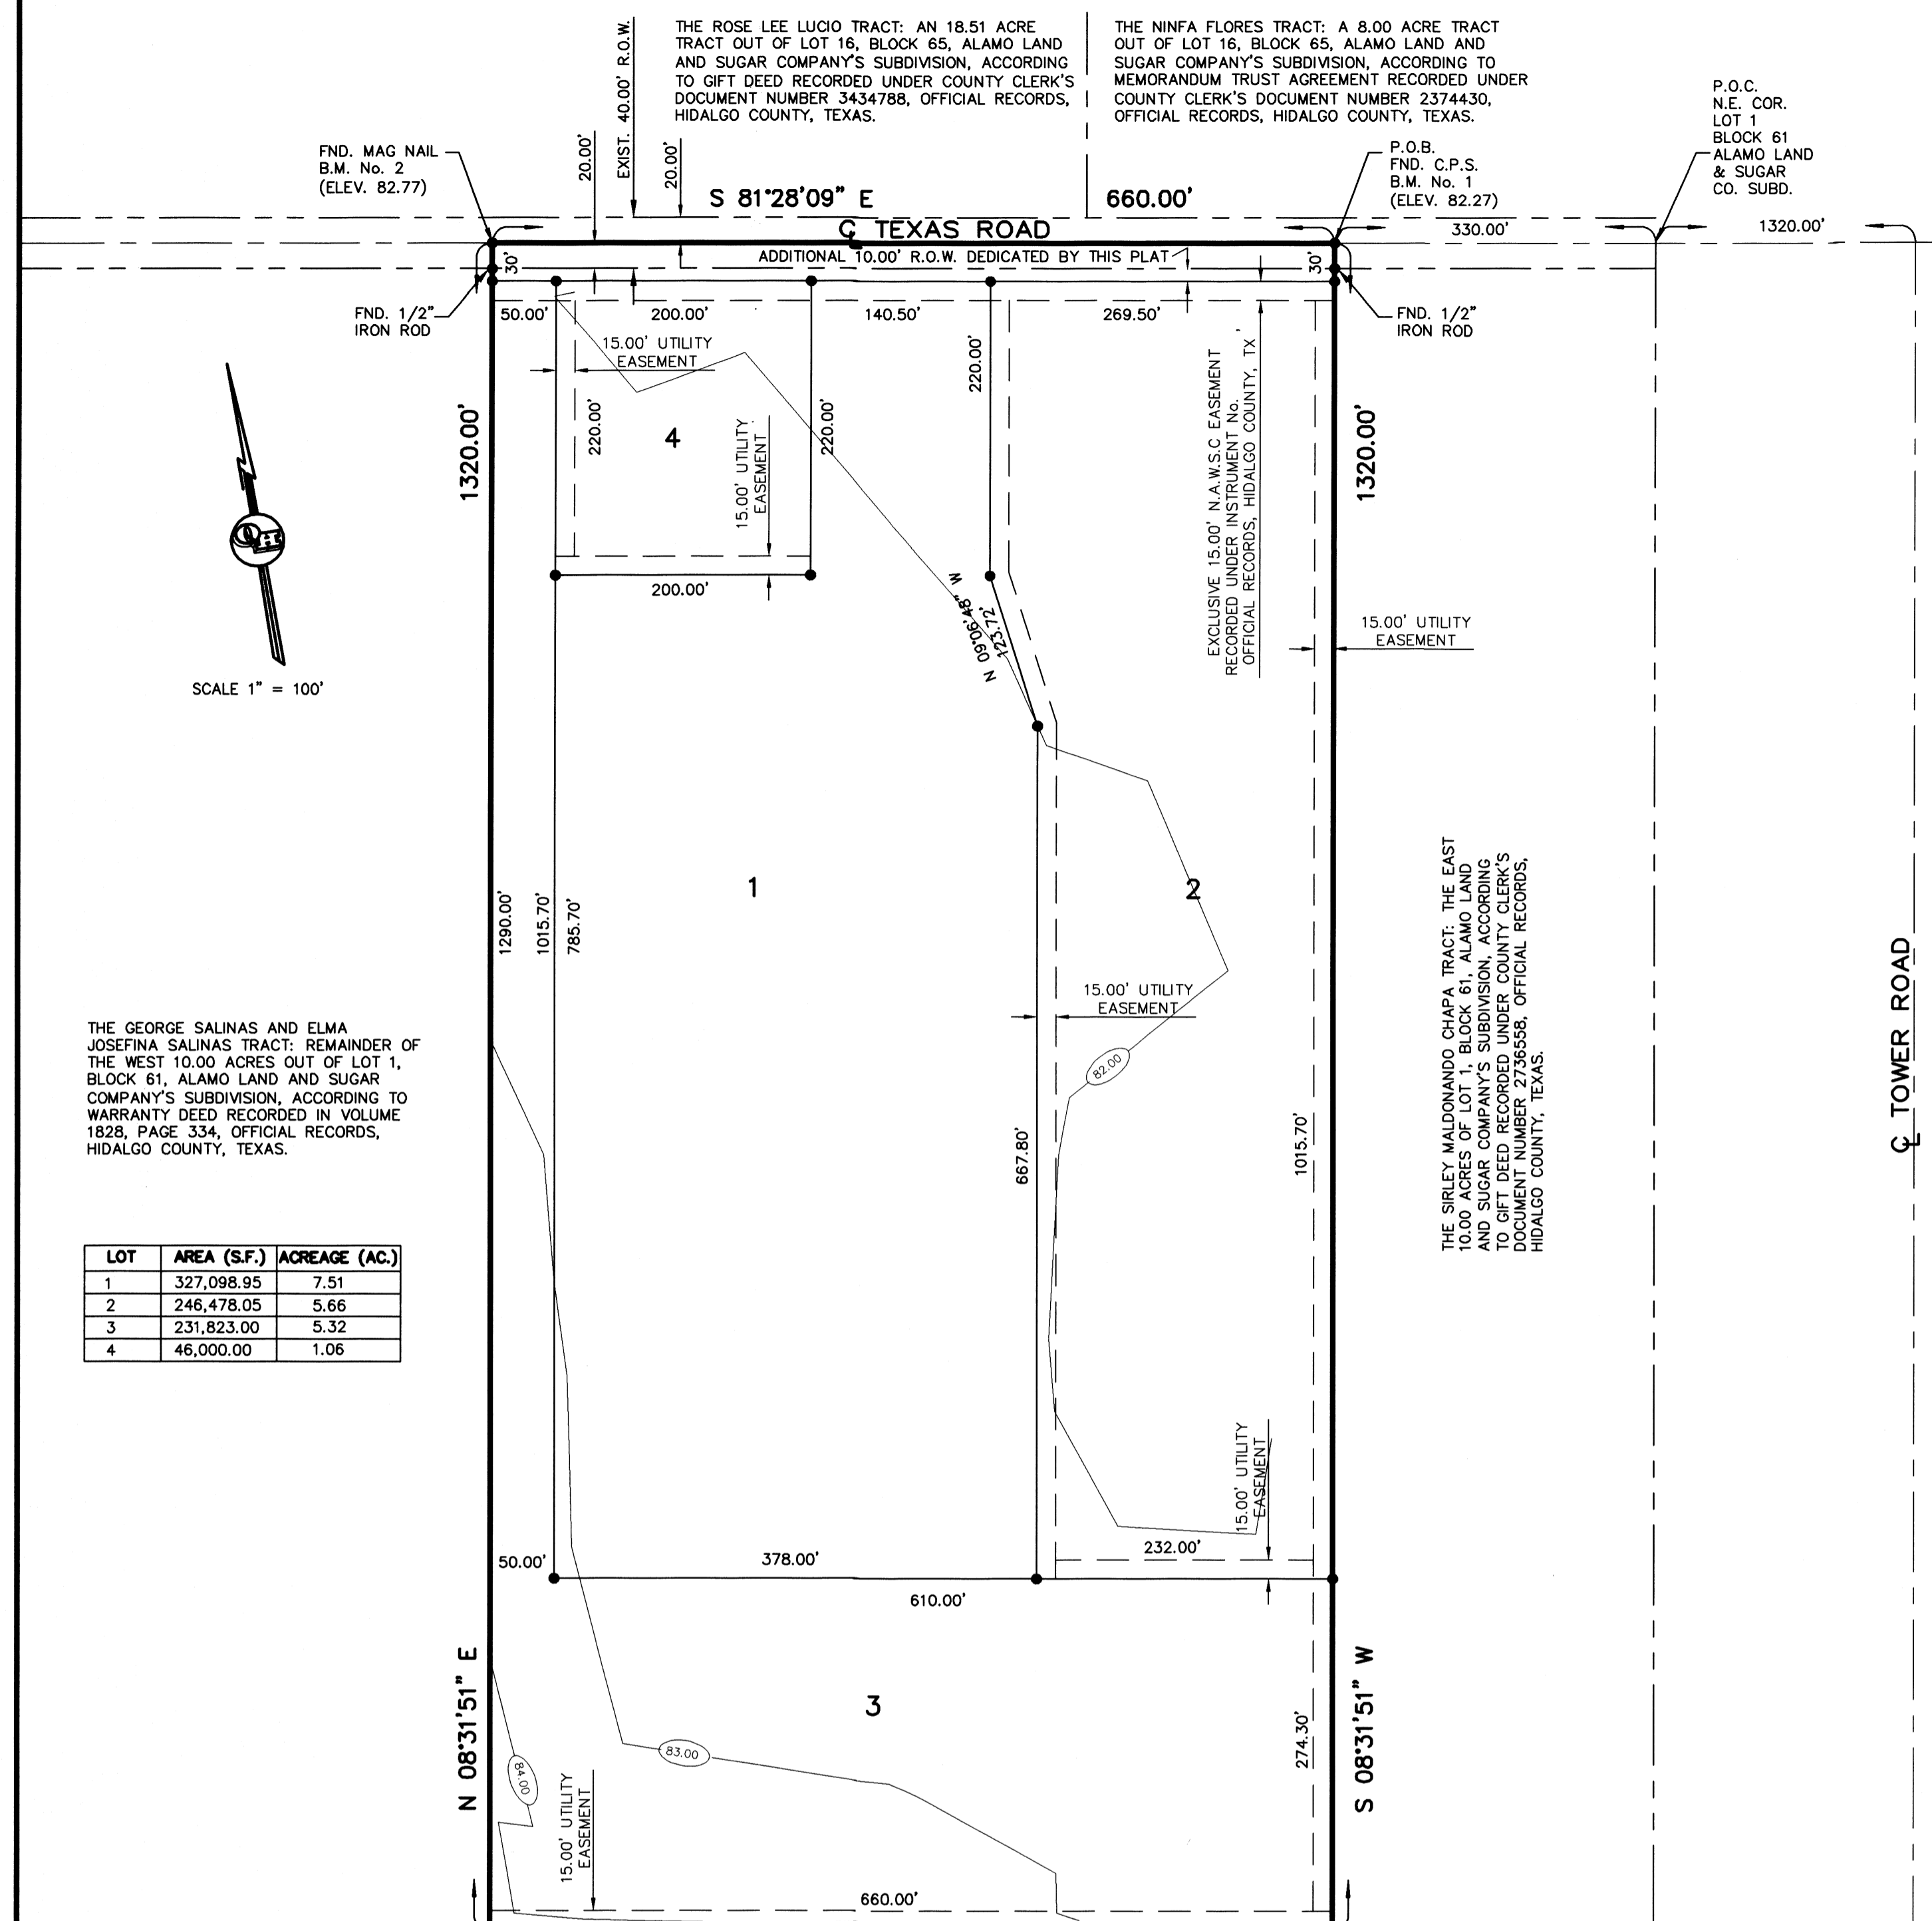 THE ROSE LEE LUCIO TRACT: AN 18.51 ACRE
TRACT OUT OF LOT 16, BLOCK 65, ALAMO LAND
AND SUGAR COMPANY'S SUBDIVISION, ACCORDING
TO GIFT DEED RECORDED UNDER COUNTY CLERK'S
DOCUMENT NUMBER 3434788, OFFICIAL RECORDS,
HIDALGO COUNTY, TEXAS.
THE NINFA FLORES TRACT: A 8.00 ACRE TRACT
OUT OF LOT 16, BLOCK 65, ALAMO LAND AND
SUGAR COMPANY'S SUBDIVISION, ACCORDING TO
MEMORANDUM TRUST AGREEMENT RECORDED UNDER
COUNTY CLERK'S DOCUMENT NUMBER 2374430,
OFFICIAL RECORDS, HIDALGO COUNTY, TEXAS.
P.O.C.
N.E. COR.
LOT 1
BLOCK 61
ALAMO LAND
& SUGAR
CO. SUBD.
FND. MAG NAIL
B.M. No. 2
(ELEV. 82.77)
20.00'
EXIST. 40.00' R.O.W.
20.00'
P.O.B.
FND. C.P.S.
B.M. No. 1
(ELEV. 82.27)
S 81°28'09" E
660.00'
℄ TEXAS ROAD
330.00'
1320.00'
ADDITIONAL 10.00' R.O.W. DEDICATED BY THIS PLAT
30'
30'
FND. 1/2"
IRON ROD
50.00'
200.00'
140.50'
269.50'
FND. 1/2"
IRON ROD
15.00' UTILITY
EASEMENT
220.00'
1320.00'
220.00'
4
15.00' UTILITY
EASEMENT
220.00'
EXCLUSIVE 15.00' N.A.W.S.C EASEMENT
RECORDED UNDER INSTRUMENT No.
OFFICIAL RECORDS, HIDALGO COUNTY, TX
1320.00'
200.00'
N 09°06'48" W
123.72'
15.00' UTILITY
EASEMENT
SCALE 1" = 100'
1
2
1290.00'
1015.70'
785.70'
15.00' UTILITY
EASEMENT
82.00
THE SIRLEY MALDONANDO CHAPA TRACT: THE EAST
10.00 ACRES OF LOT 1, BLOCK 61, ALAMO LAND
AND SUGAR COMPANY'S SUBDIVISION, ACCORDING
TO GIFT DEED RECORDED UNDER COUNTY CLERK'S
DOCUMENT NUMBER 2736558, OFFICIAL RECORDS,
HIDALGO COUNTY, TEXAS.
℄ TOWER ROAD
THE GEORGE SALINAS AND ELMA
JOSEFINA SALINAS TRACT: REMAINDER OF
THE WEST 10.00 ACRES OUT OF LOT 1,
BLOCK 61, ALAMO LAND AND SUGAR
COMPANY'S SUBDIVISION, ACCORDING TO
WARRANTY DEED RECORDED IN VOLUME
1828, PAGE 334, OFFICIAL RECORDS,
HIDALGO COUNTY, TEXAS.
667.80'
1015.70'
LOT AREA (S.F.) ACREAGE (AC.)
1 327,098.95 7.51
2 246,478.05 5.66
3 231,823.00 5.32
4 46,000.00 1.06
15.00' UTILITY
EASEMENT
50.00'
378.00'
232.00'
610.00'
N 08°31'51" E
3
274.30'
S 08°31'51" W
83.00
84.00
15.00' UTILITY
EASEMENT
660.00'